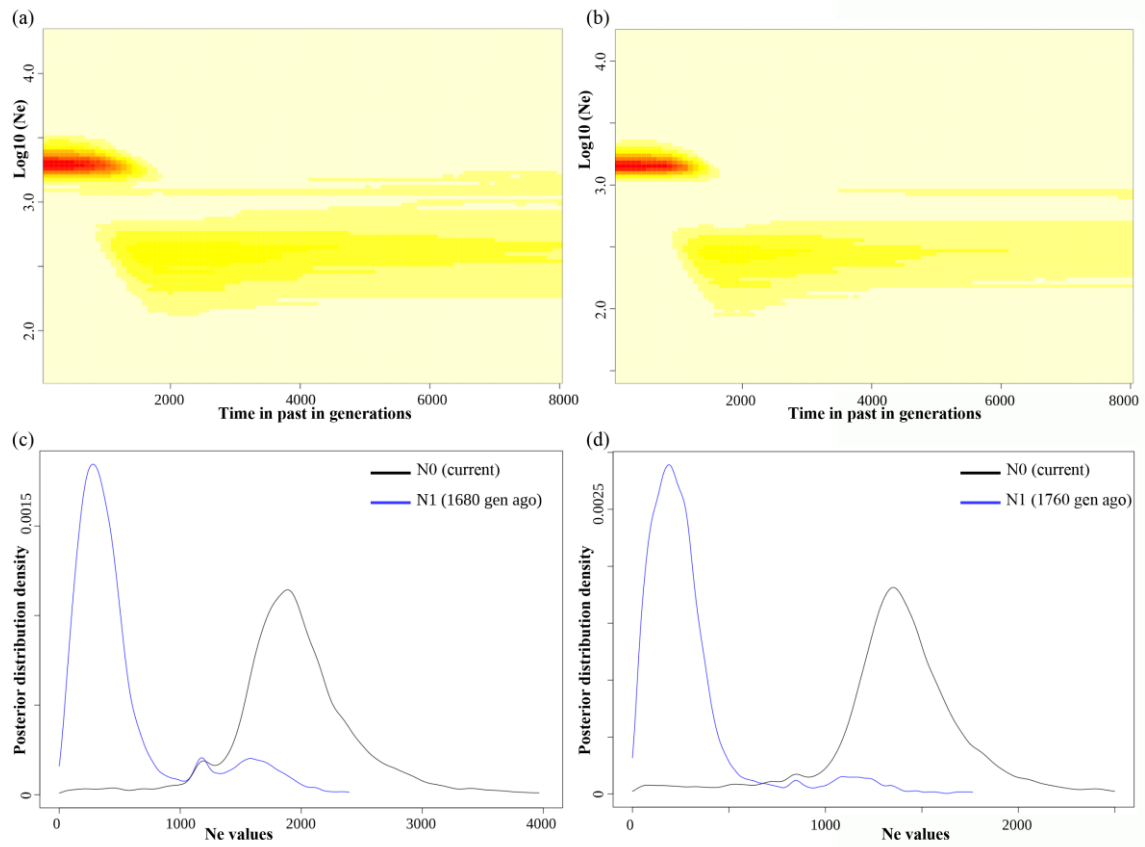 (a)
(b)
Log10 (Ne)
4.0
3.0
2.0
2000
4000
6000
8000
Time in past in generations
Log10 (Ne)
4.0
3.0
2.0
2000
4000
6000
8000
Time in past in generations
(c)
(d)
Posterior distribution density
0.0015
0
N0 (current)
N1 (1680 gen ago)
0
1000
2000
3000
4000
Ne values
Posterior distribution density
0.0025
0
N0 (current)
N1 (1760 gen ago)
0
1000
2000
Ne values